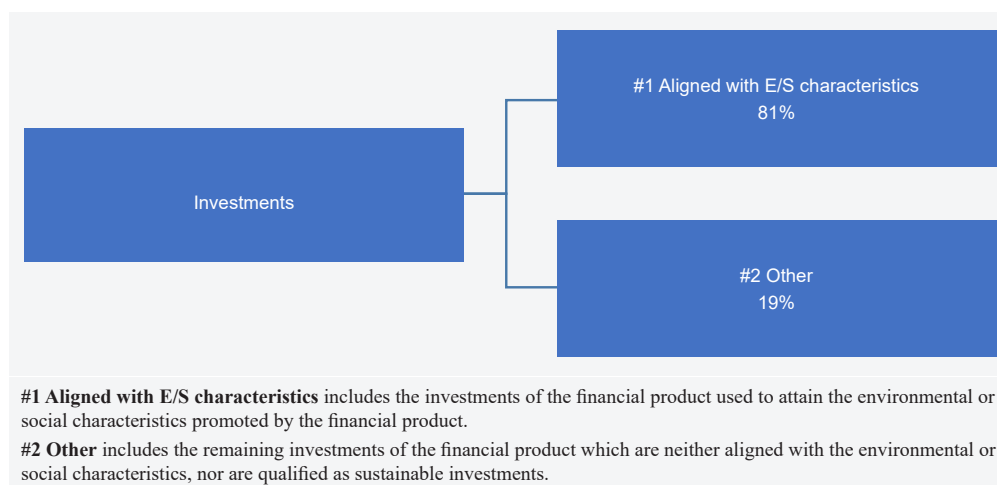 #1 Aligned with E/S characteristics
81%
Investments
#2 Other
19%
#1 Aligned with E/S characteristics includes the investments of the financial product used to attain the environmental or
social characteristics promoted by the financial product.
#2 Other includes the remaining investments of the financial product which are neither aligned with the environmental or
social characteristics, nor are qualified as sustainable investments.